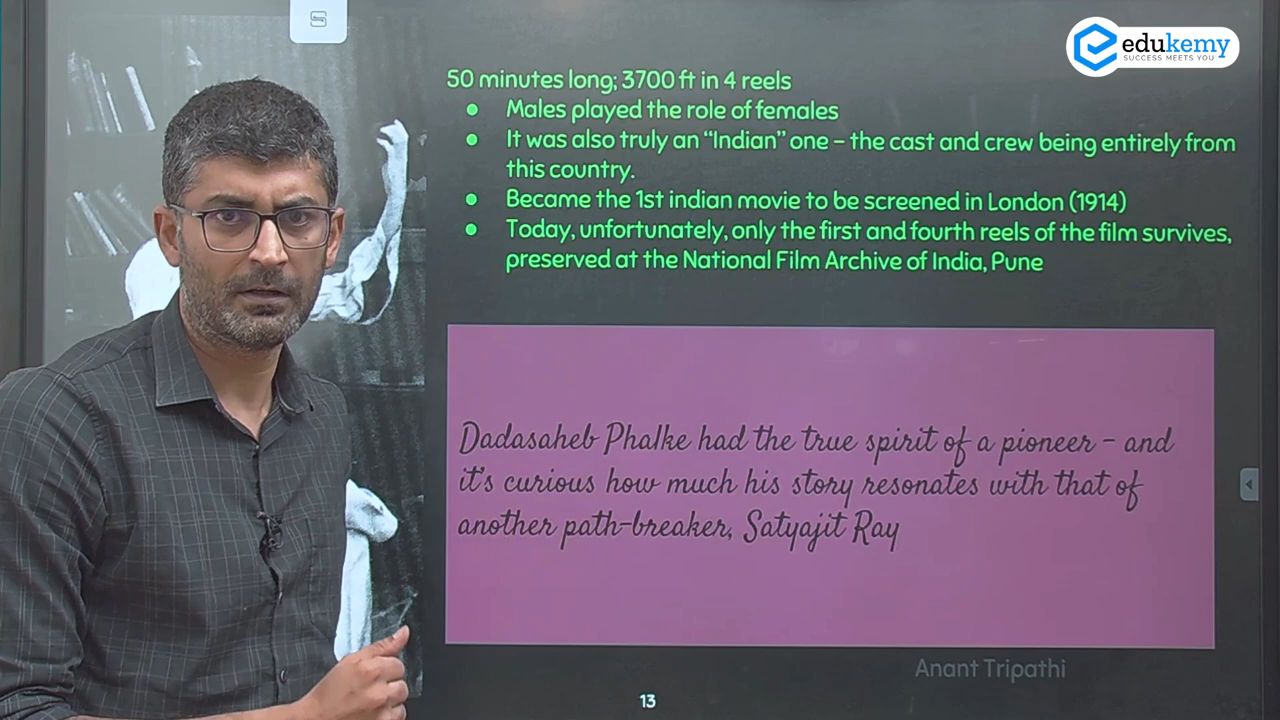 edukemy
SUCCESS MEETS YOU
50 minutes long; 3700 ft in 4 reels
● Males played the role of females
● It was also truly an “Indian” one – the cast and crew being entirely from
this country.
● Became the 1st indian movie to be screened in London (1914)
● Today, unfortunately, only the first and fourth reels of the film survives,
preserved at the National Film Archive of India, Pune
Dadasaheb Phalke had the true spirit of a pioneer – and
it's curious how much his story resonates with that of
another path-breaker, Satyajit Ray
Anant Tripathi
13